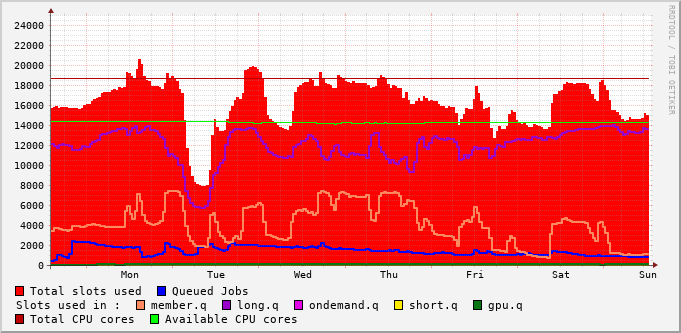 24000
22000
20000
18000
16000
14000
12000
10000
8000
6000
4000
2000
0
Mon Tue Wed Thu Fri Sat Sun
Total slots used Queued Jobs
Slots used in : member.q long.q ondemand.q short.q gpu.q
Total CPU cores Available CPU cores
RRDTOOL / TOBI OETIKER